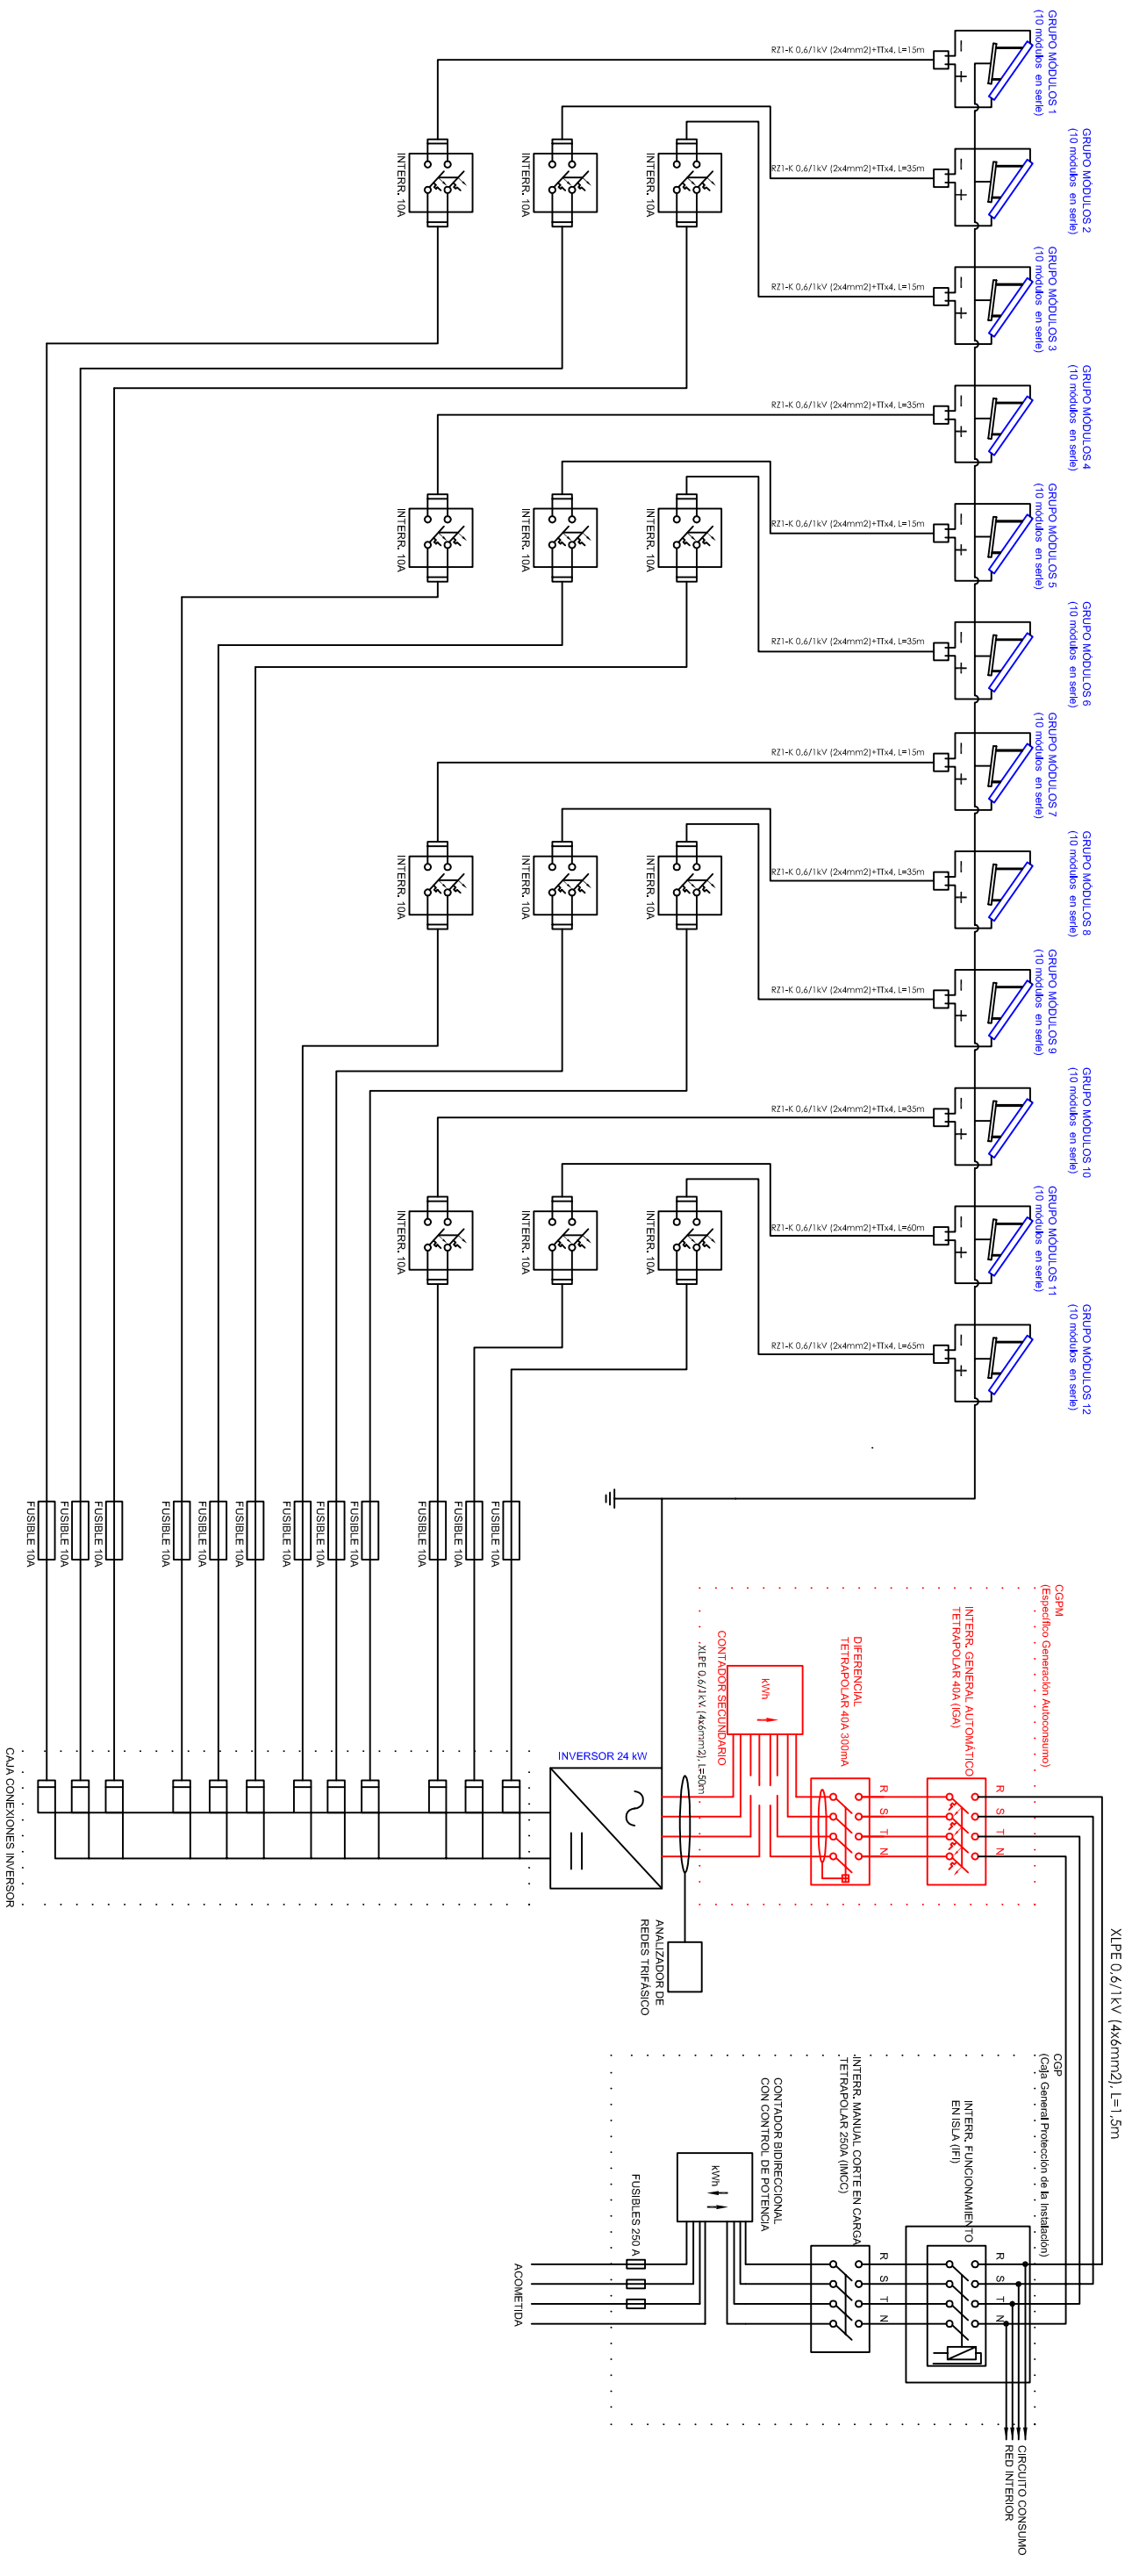 GRUPO MÓDULOS 1
(10 módulos en serie)
GRUPO MÓDULOS 2
(10 módulos en serie)
GRUPO MÓDULOS 3
(10 módulos en serie)
GRUPO MÓDULOS 4
(10 módulos en serie)
GRUPO MÓDULOS 5
(10 módulos en serie)
GRUPO MÓDULOS 6
(10 módulos en serie)
GRUPO MÓDULOS 7
(10 módulos en serie)
GRUPO MÓDULOS 8
(10 módulos en serie)
GRUPO MÓDULOS 9
(10 módulos en serie)
GRUPO MÓDULOS 10
(10 módulos en serie)
GRUPO MÓDULOS 11
(10 módulos en serie)
GRUPO MÓDULOS 12
(10 módulos en serie)
RZ1-K 0,6/1kV (2x4mm2)+TTx4, L=15m
RZ1-K 0,6/1kV (2x4mm2)+TTx4, L=35m
RZ1-K 0,6/1kV (2x4mm2)+TTx4, L=15m
RZ1-K 0,6/1kV (2x4mm2)+TTx4, L=35m
RZ1-K 0,6/1kV (2x4mm2)+TTx4, L=15m
RZ1-K 0,6/1kV (2x4mm2)+TTx4, L=35m
RZ1-K 0,6/1kV (2x4mm2)+TTx4, L=15m
RZ1-K 0,6/1kV (2x4mm2)+TTx4, L=35m
RZ1-K 0,6/1kV (2x4mm2)+TTx4, L=15m
RZ1-K 0,6/1kV (2x4mm2)+TTx4, L=35m
RZ1-K 0,6/1kV (2x4mm2)+TTx4, L=60m
RZ1-K 0,6/1kV (2x4mm2)+TTx4, L=65m
INTERR. 10A
INTERR. 10A
INTERR. 10A
INTERR. 10A
INTERR. 10A
INTERR. 10A
INTERR. 10A
INTERR. 10A
INTERR. 10A
INTERR. 10A
INTERR. 10A
INTERR. 10A
FUSIBLE 10A
FUSIBLE 10A
FUSIBLE 10A
FUSIBLE 10A
FUSIBLE 10A
FUSIBLE 10A
FUSIBLE 10A
FUSIBLE 10A
FUSIBLE 10A
FUSIBLE 10A
FUSIBLE 10A
FUSIBLE 10A
CAJA CONEXIONES INVERSOR
INVERSOR 24 kW
CGPM
(Específico Generación Autoconsumo)
INTERR. GENERAL AUTOMÁTICO
TETRAPOLAR 40A (IGA)
R
S
T
N
DIFERENCIAL
TETRAPOLAR 40A 300mA
R
S
T
N
CONTADOR SECUNDARIO
kWh
XLPE 0,6/1kV (4x6mm2), L=50m
ANALIZADOR DE
REDES TRIFÁSICO
XLPE 0,6/1kV (4x6mm2), L=1,5m
CGP
(Caja General Protección de la Instalación)
INTERR. FUNCIONAMIENTO
EN ISLA (IFI)
R
S
T
N
INTERR. MANUAL CORTE EN CARGA
TETRAPOLAR 250A (IMCC)
R
S
T
N
CONTADOR BIDIRECCIONAL
CON CONTROL DE POTENCIA
kWh
FUSIBLES 250 A
ACOMETIDA
CIRCUITO CONSUMO
RED INTERIOR